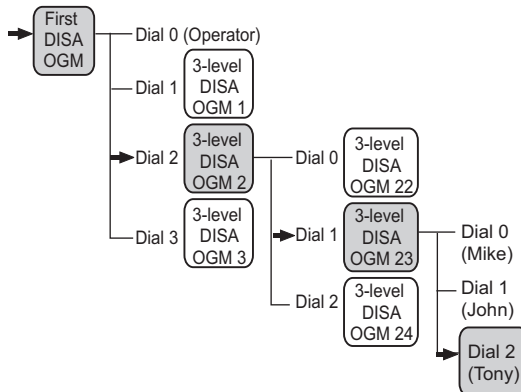 First
DISA
OGM
Dial 0 (Operator)
Dial 1
3-level
DISA
OGM 1
Dial 2
3-level
DISA
OGM 2
Dial 3
3-level
DISA
OGM 3
Dial 0
3-level
DISA
OGM 22
Dial 1
3-level
DISA
OGM 23
Dial 2
3-level
DISA
OGM 24
Dial 0
(Mike)
Dial 1
(John)
Dial 2
(Tony)